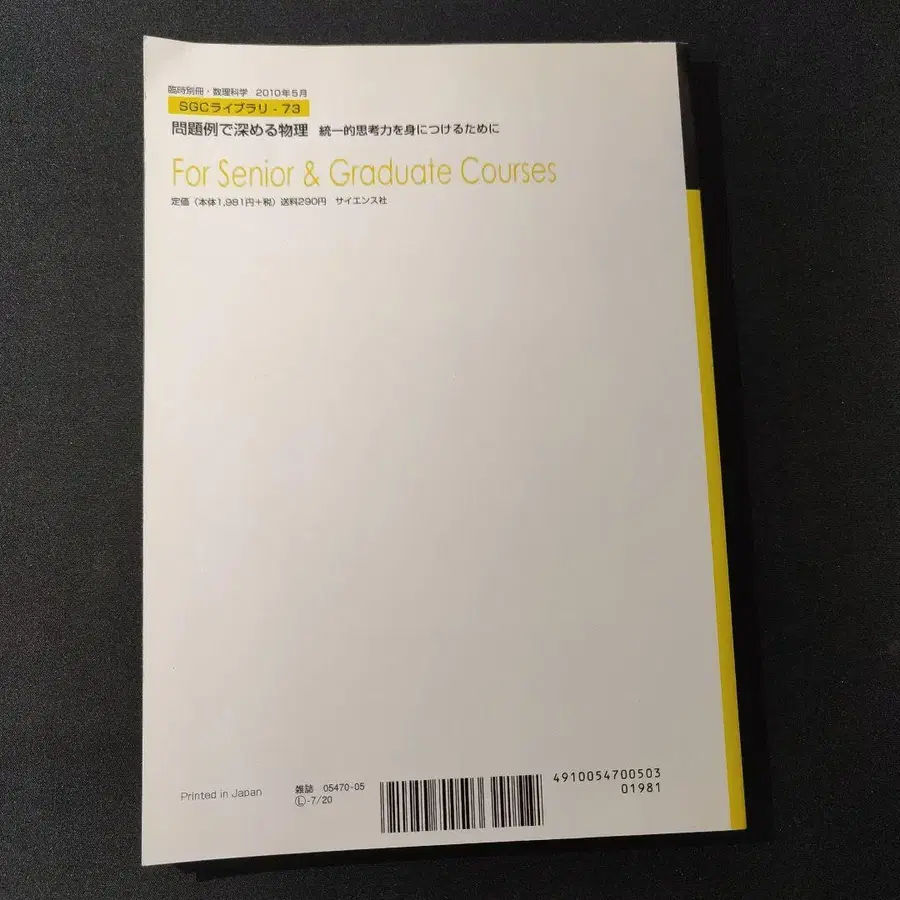 臨時別冊・数理科学 2010年5月
SGCライブラリ - 73
問題例で深める物理 統一的思考力を身につけるために
For Senior & Graduate Courses
定価（本体1,981円+税）送料290円 サイエンス社
Printed in Japan
雑誌 05470-05
Ⓛ-7/20
4910054700503
01981